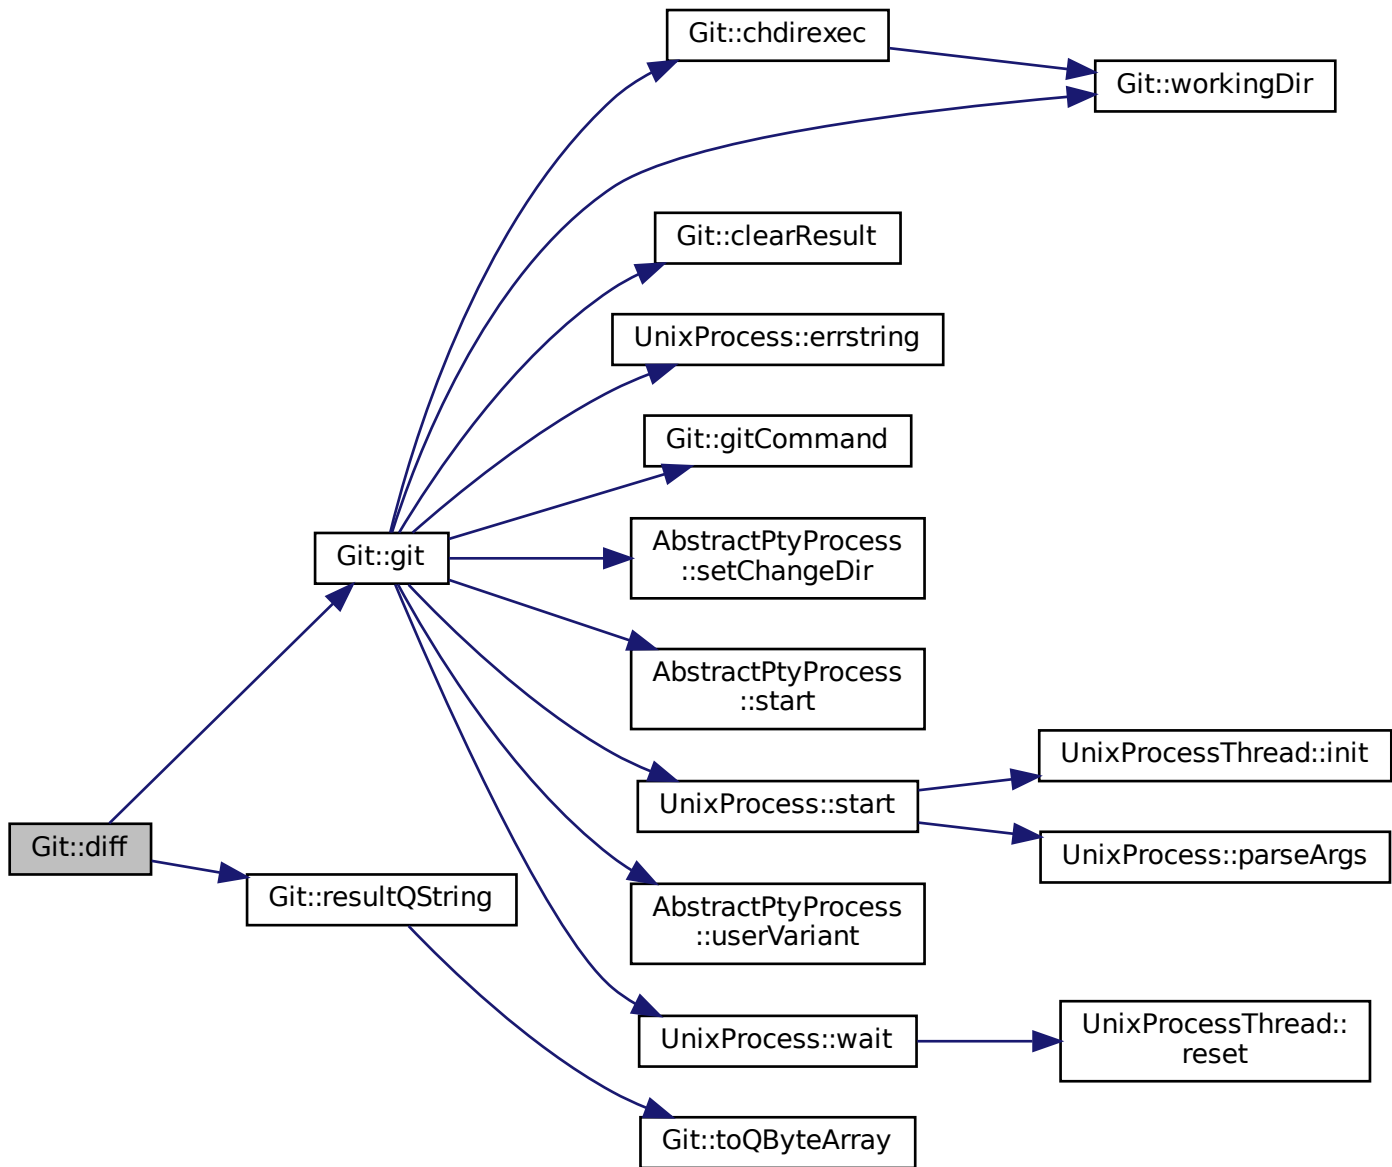 Git::chdirexec
Git::workingDir
Git::clearResult
UnixProcess::errstring
Git::gitCommand
Git::git
AbstractPtyProcess
::setChangeDir
AbstractPtyProcess
::start
UnixProcessThread::init
UnixProcess::start
Git::diff
UnixProcess::parseArgs
Git::resultQString
AbstractPtyProcess
::userVariant
UnixProcess::wait
UnixProcessThread::
reset
Git::toQByteArray